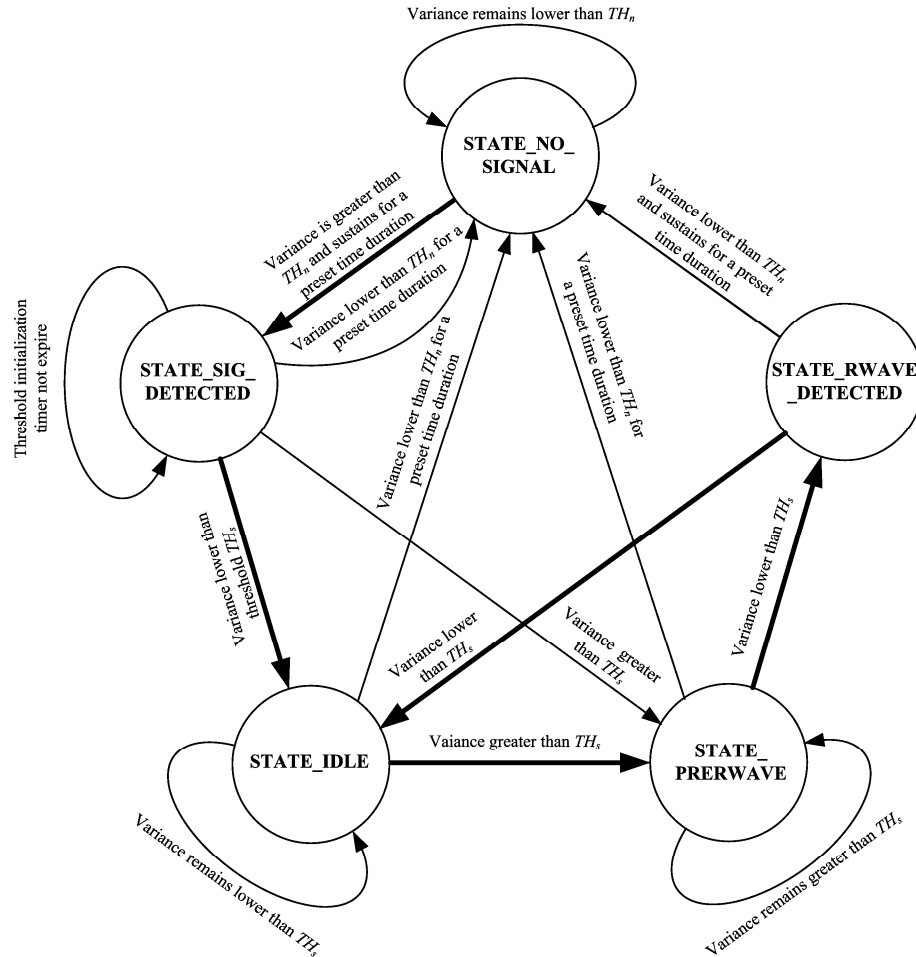 Variance remains lower than THn
STATE_NO_
SIGNAL
Variance is greater than
THn and sustains for a
preset time duration
Variance lower than THn for a
preset time duration
Variance lower than THn
and sustains for a preset
time duration
Variance lower than THn for
a preset time duration
Variance lower than THn for a
preset time duration
Threshold initialization
timer not expire
STATE_SIG_
DETECTED
STATE_RWAVE
_DETECTED
Variance lower than
threshold THs
Variance lower
than THs
Variance greater
than THs
Variance lower than THs
STATE_IDLE
Vaiance greater than THs
STATE_
PRERWAVE
Variance remains lower than THs
Variance remains greater than THs